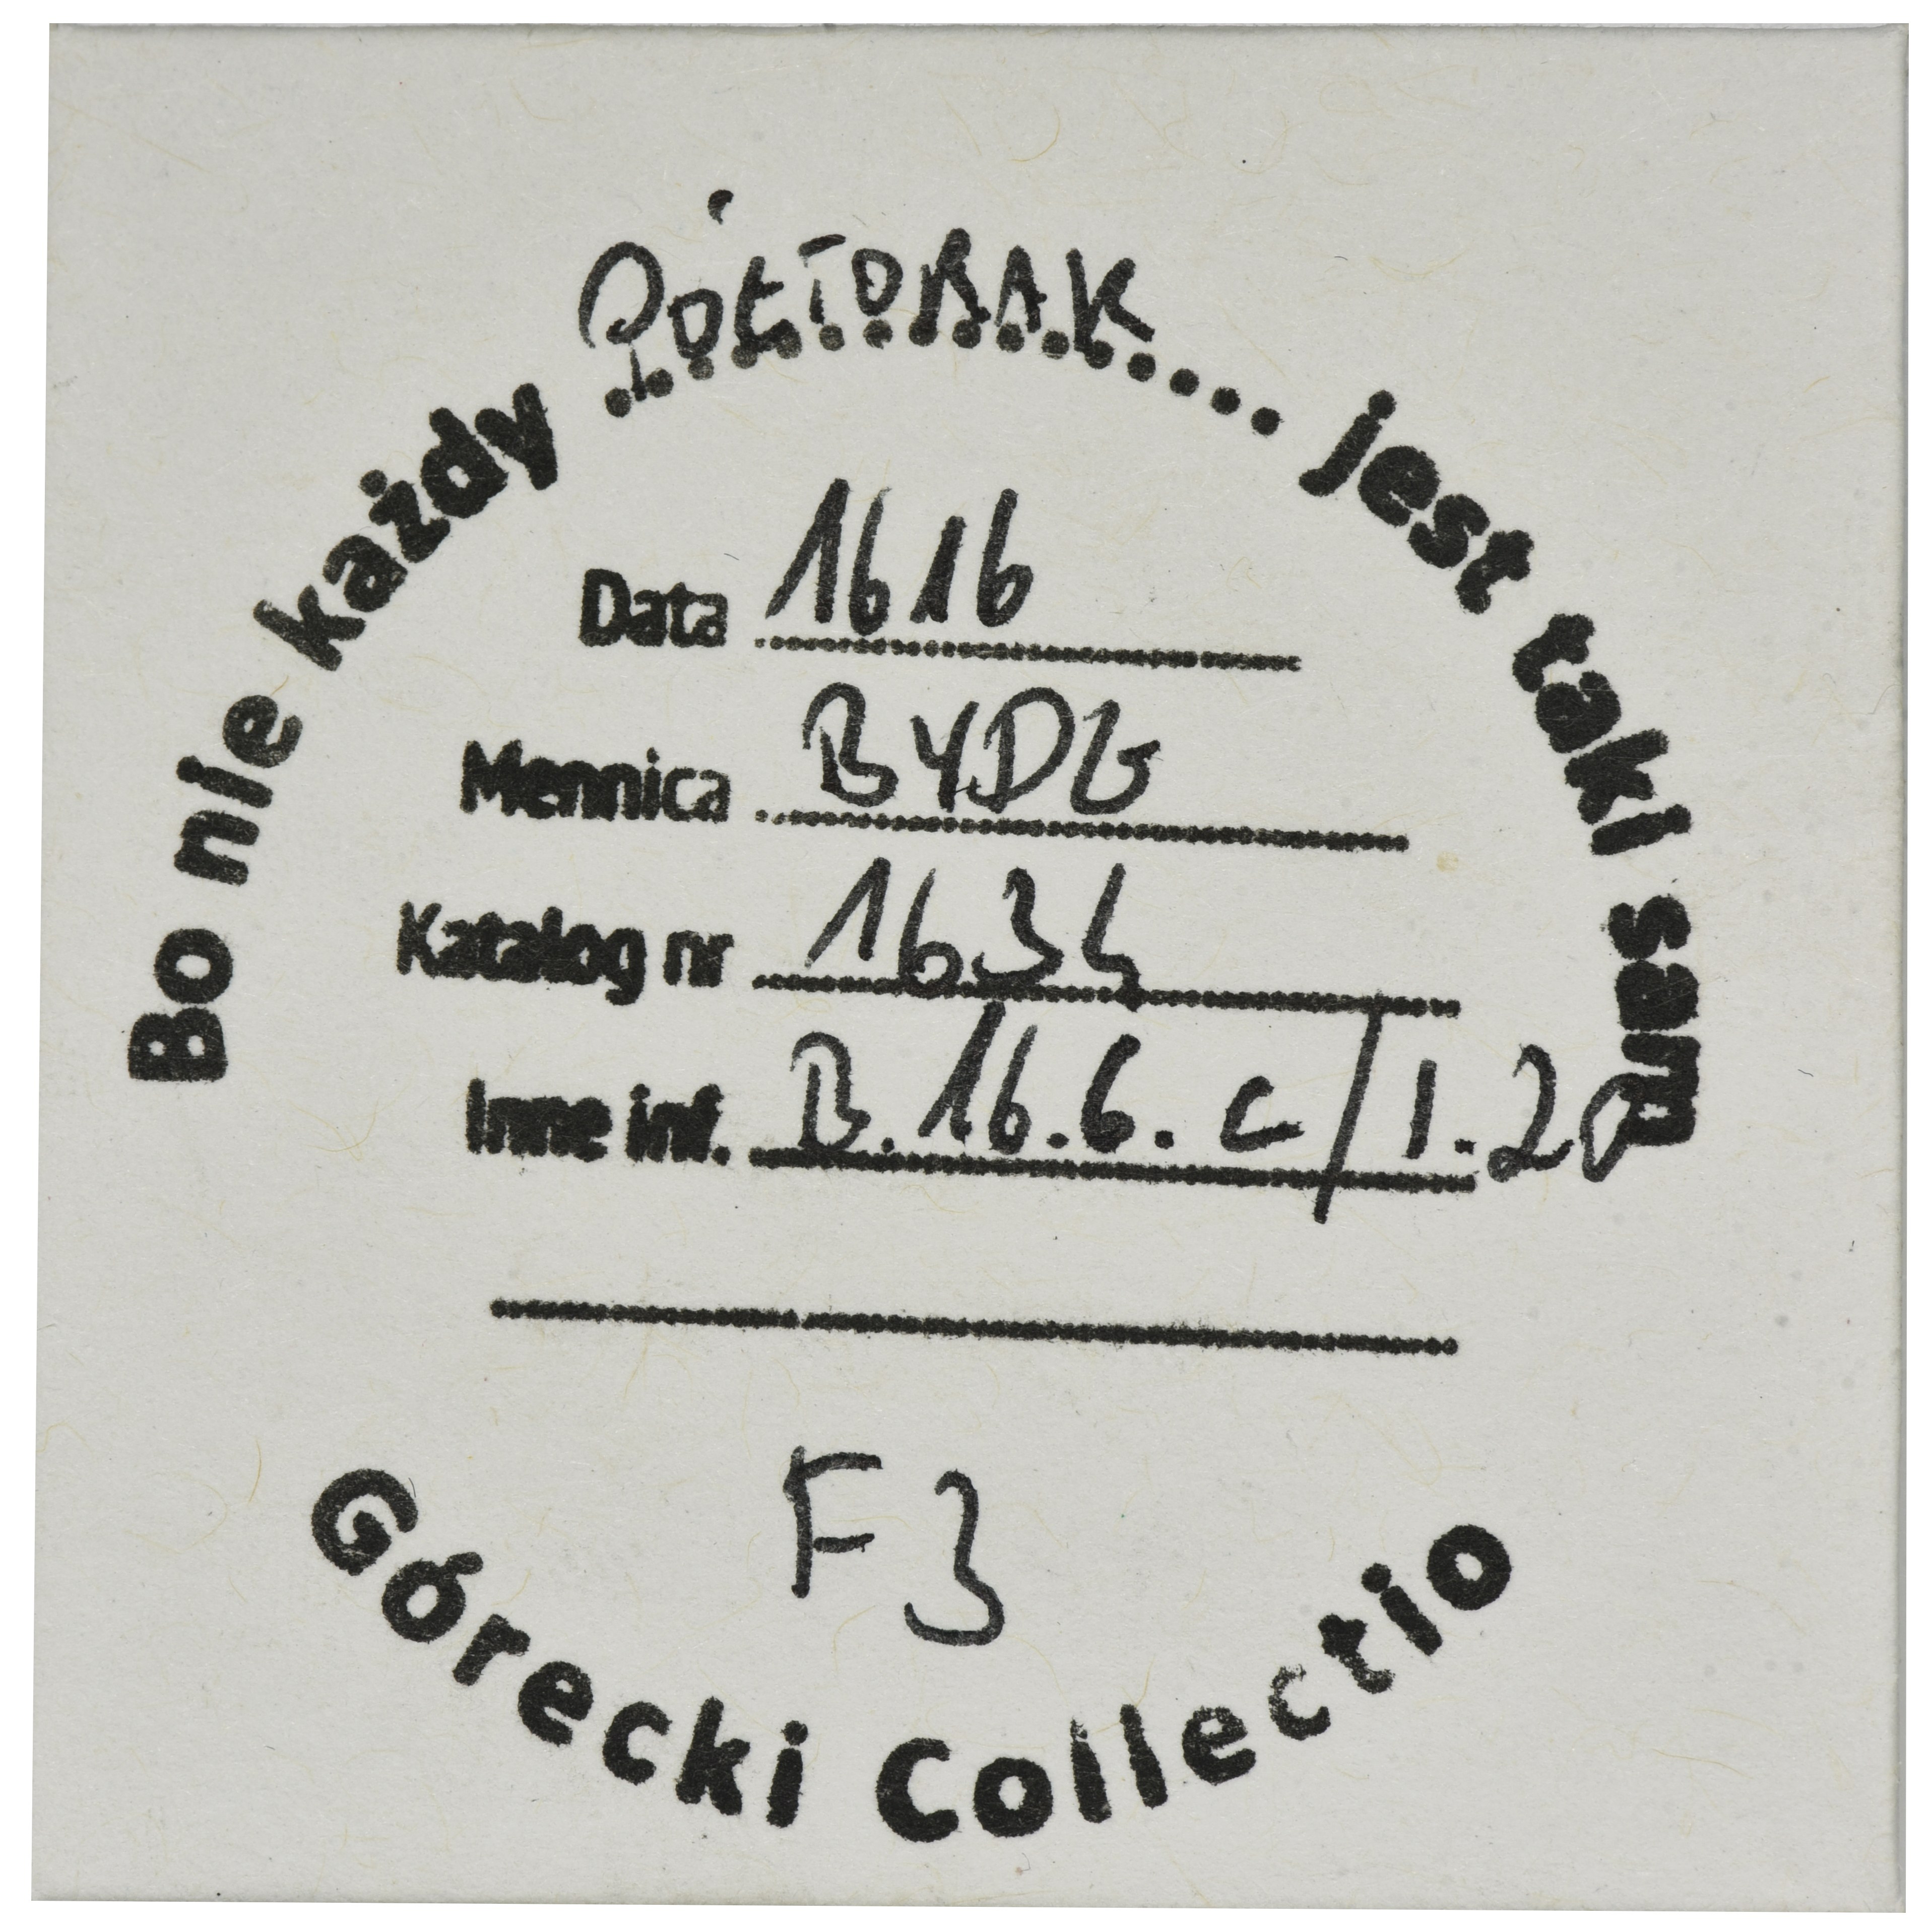 Bo nie każdy PÓŁTORAK jest taki sam
Data 1616
Mennica BYDG
Katalog nr 1634
Inne inf. B.16.6.c/1.20
F3
Górecki Collectio